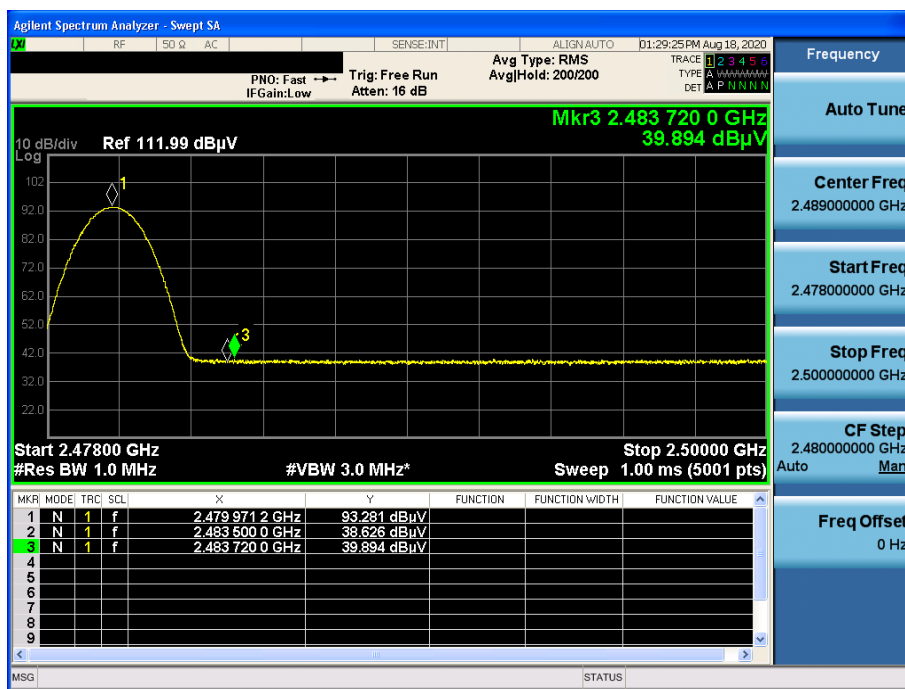 Agilent Spectrum Analyzer - Swept SA
LXI RF 50 Ω AC SENSE:INT ALIGN AUTO 01:29:25 PM Aug 18, 2020
Frequency
Avg Type: RMS TRACE 1 2 3 4 5 6
PNO: Fast Trig: Free Run Avg|Hold: 200/200 TYPE A WWWWW
IFGain:Low Atten: 16 dB DET A P N N N N
Auto Tune
Mkr3 2.483 720 0 GHz
10 dB/div Ref 111.99 dBµV 39.894 dBµV
Log
102
92.0
82.0
72.0
62.0
52.0
42.0
32.0
22.0
1
3
Center Freq
2.489000000 GHz
Start Freq
2.478000000 GHz
Stop Freq
2.500000000 GHz
Start 2.47800 GHz Stop 2.50000 GHz
#Res BW 1.0 MHz #VBW 3.0 MHz* Sweep 1.00 ms (5001 pts)
CF Step
2.480000000 GHz
Auto Man
MKR MODE TRC SCL X Y FUNCTION FUNCTION WIDTH FUNCTION VALUE
1 N 1 f 2.479 971 2 GHz 93.281 dBµV
2 N 1 f 2.483 500 0 GHz 38.626 dBµV
3 N 1 f 2.483 720 0 GHz 39.894 dBµV
4
5
6
7
8
9
Freq Offset
0 Hz
MSG STATUS